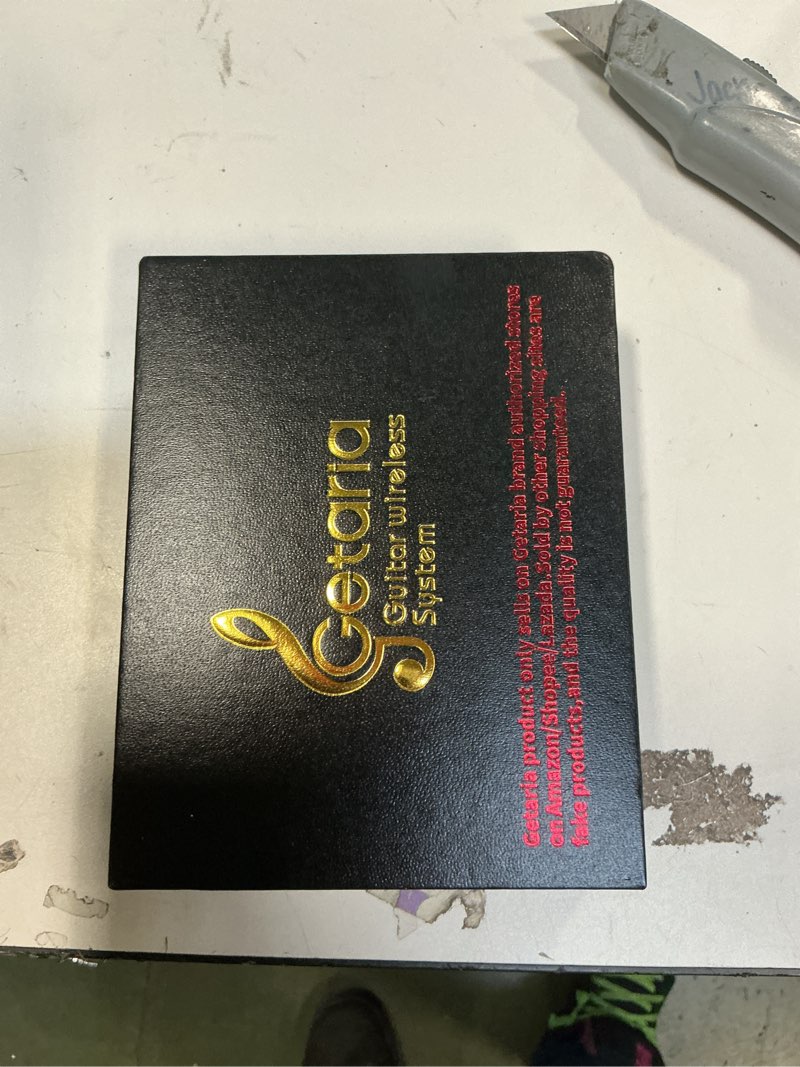 Getaria
Guitar wireless
System
Getaria product only sells on Getaria brand authorized stores
on Amazon/Shopee/Lazada.Sold by other shopping sites are
fake products,and the quality is not guaranteed.